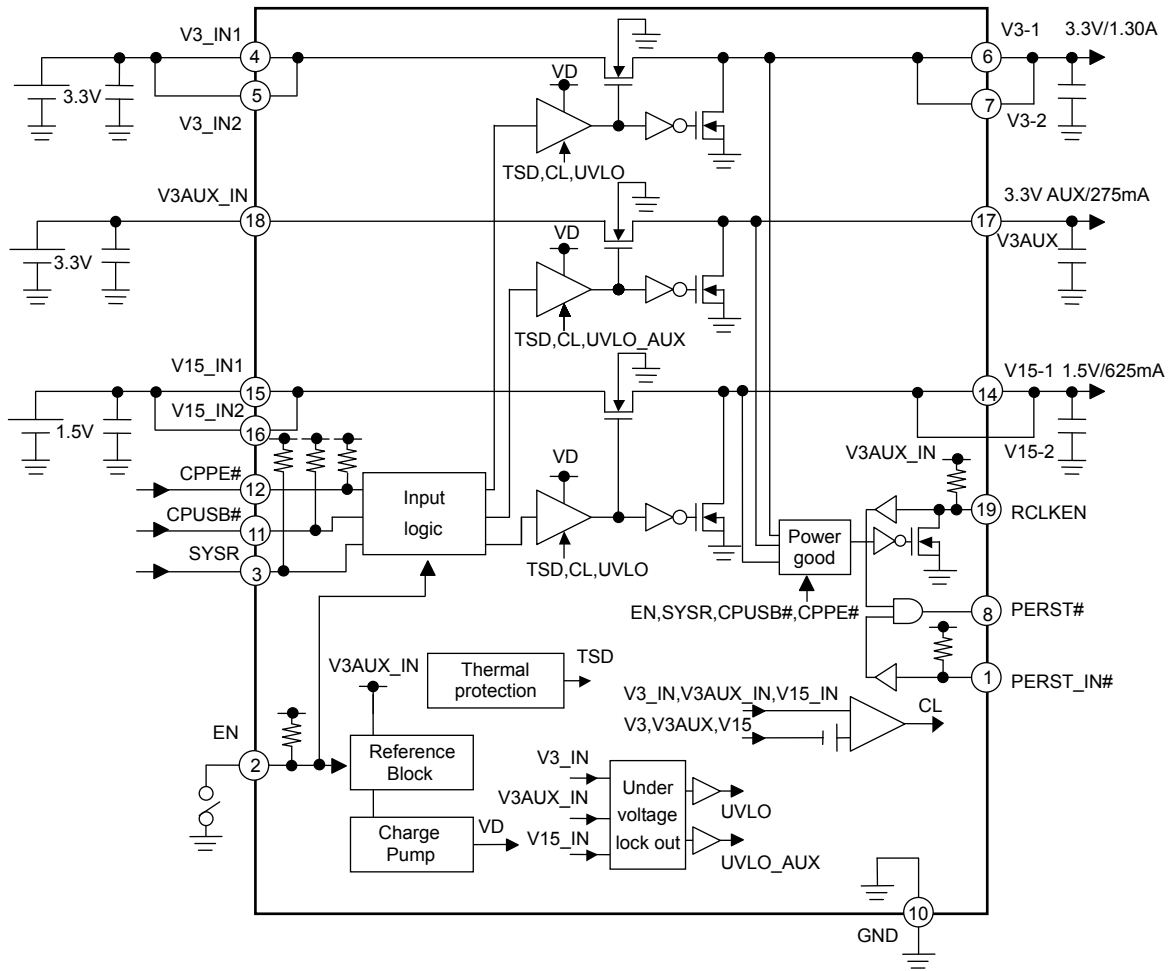 V3_IN1
4
V3-1
3.3V/1.30A
6
3.3V
5
7
V3_IN2
V3-2
VD
TSD,CL,UVLO
V3AUX_IN
18
3.3V AUX/275mA
17
V3AUX
3.3V
VD
TSD,CL,UVLO_AUX
V15_IN1
15
V15-1
1.5V/625mA
14
V15_IN2
16
1.5V
V15-2
V3AUX_IN
CPPE#
12
Input
logic
VD
19
RCLKEN
CPUSB#
11
Power
good
SYSR
3
TSD,CL,UVLO
EN,SYSR,CPUSB#,CPPE#
8
PERST#
V3AUX_IN
Thermal
protection
TSD
1
PERST_IN#
V3_IN,V3AUX_IN,V15_IN
CL
V3,V3AUX,V15
EN
2
Reference
Block
V3_IN
V3AUX_IN
V15_IN
Under
voltage
lock out
UVLO
UVLO_AUX
Charge
Pump
VD
10
GND